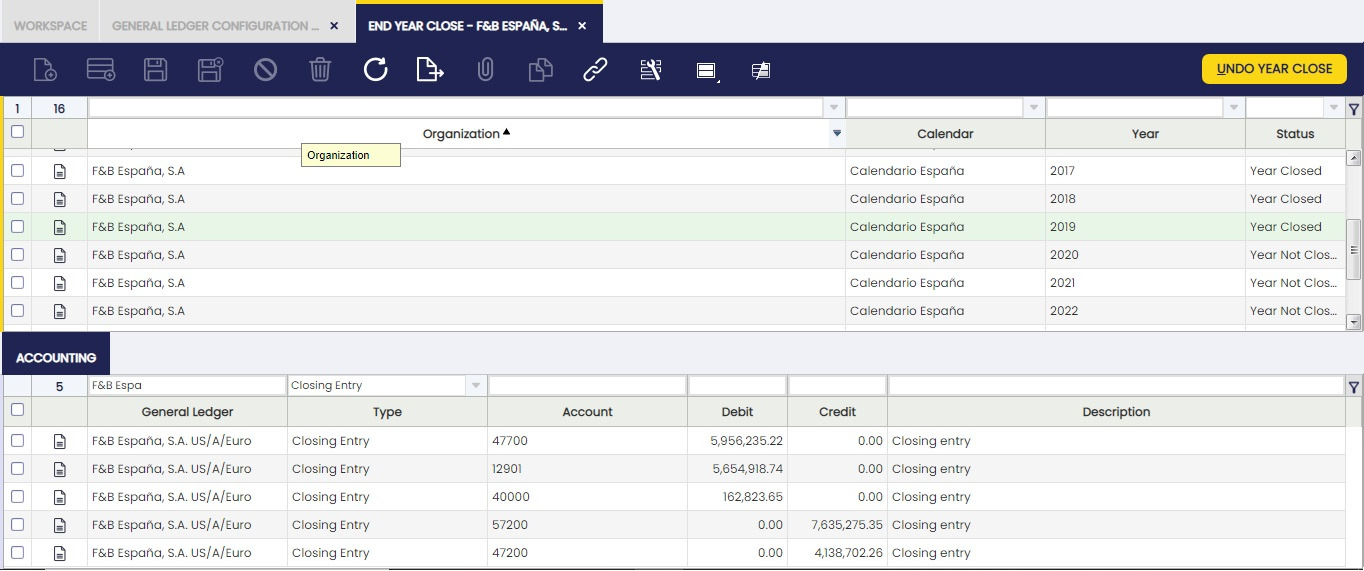 WORKSPACE GENERAL LEDGER CONFIGURATION ... × END YEAR CLOSE - F&B ESPAÑA, S... ×
UNDO YEAR CLOSE
1 16
Organization Calendar Year Status
Organization
F&B España, S.A Calendario España 2017 Year Closed
F&B España, S.A Calendario España 2018 Year Closed
F&B España, S.A Calendario España 2019 Year Closed
F&B España, S.A Calendario España 2020 Year Not Clos...
F&B España, S.A Calendario España 2021 Year Not Clos...
F&B España, S.A Calendario España 2022 Year Not Clos...
ACCOUNTING
5 F&B Espa Closing Entry
General Ledger Type Account Debit Credit Description
F&B España, S.A. US/A/Euro Closing Entry 47700 5,956,235.22 0.00 Closing entry
F&B España, S.A. US/A/Euro Closing Entry 12901 5,654,918.74 0.00 Closing entry
F&B España, S.A. US/A/Euro Closing Entry 40000 162,823.65 0.00 Closing entry
F&B España, S.A. US/A/Euro Closing Entry 57200 0.00 7,635,275.35 Closing entry
F&B España, S.A. US/A/Euro Closing Entry 47200 0.00 4,138,702.26 Closing entry